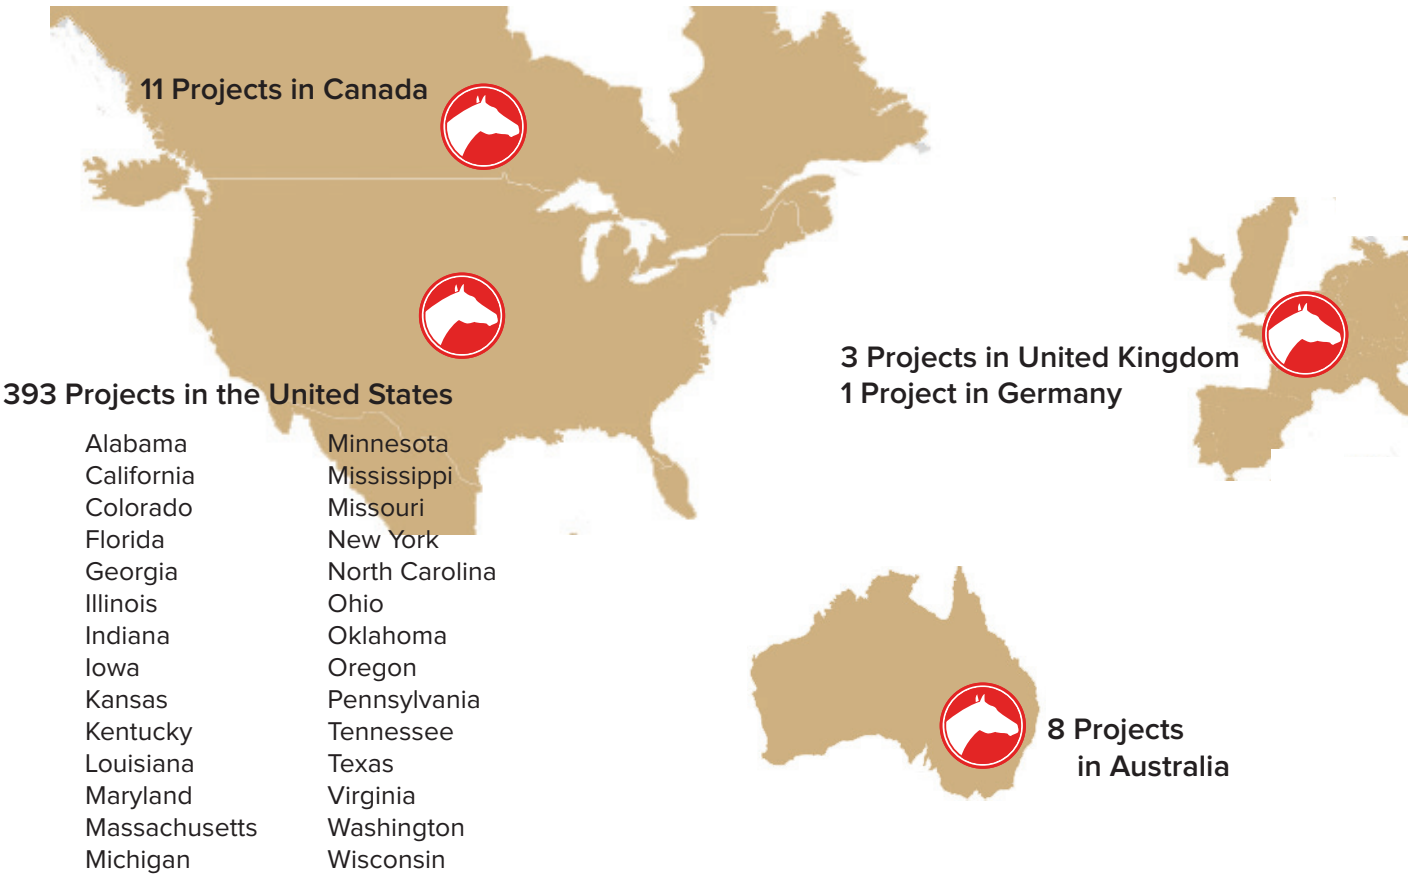 11 Projects in Canada
393 Projects in the United States
Alabama
California
Colorado
Florida
Georgia
Illinois
Indiana
Iowa
Kansas
Kentucky
Louisiana
Maryland
Massachusetts
Michigan
Minnesota
Mississippi
Missouri
New York
North Carolina
Ohio
Oklahoma
Oregon
Pennsylvania
Tennessee
Texas
Virginia
Washington
Wisconsin
3 Projects in United Kingdom
1 Project in Germany
8 Projects
in Australia